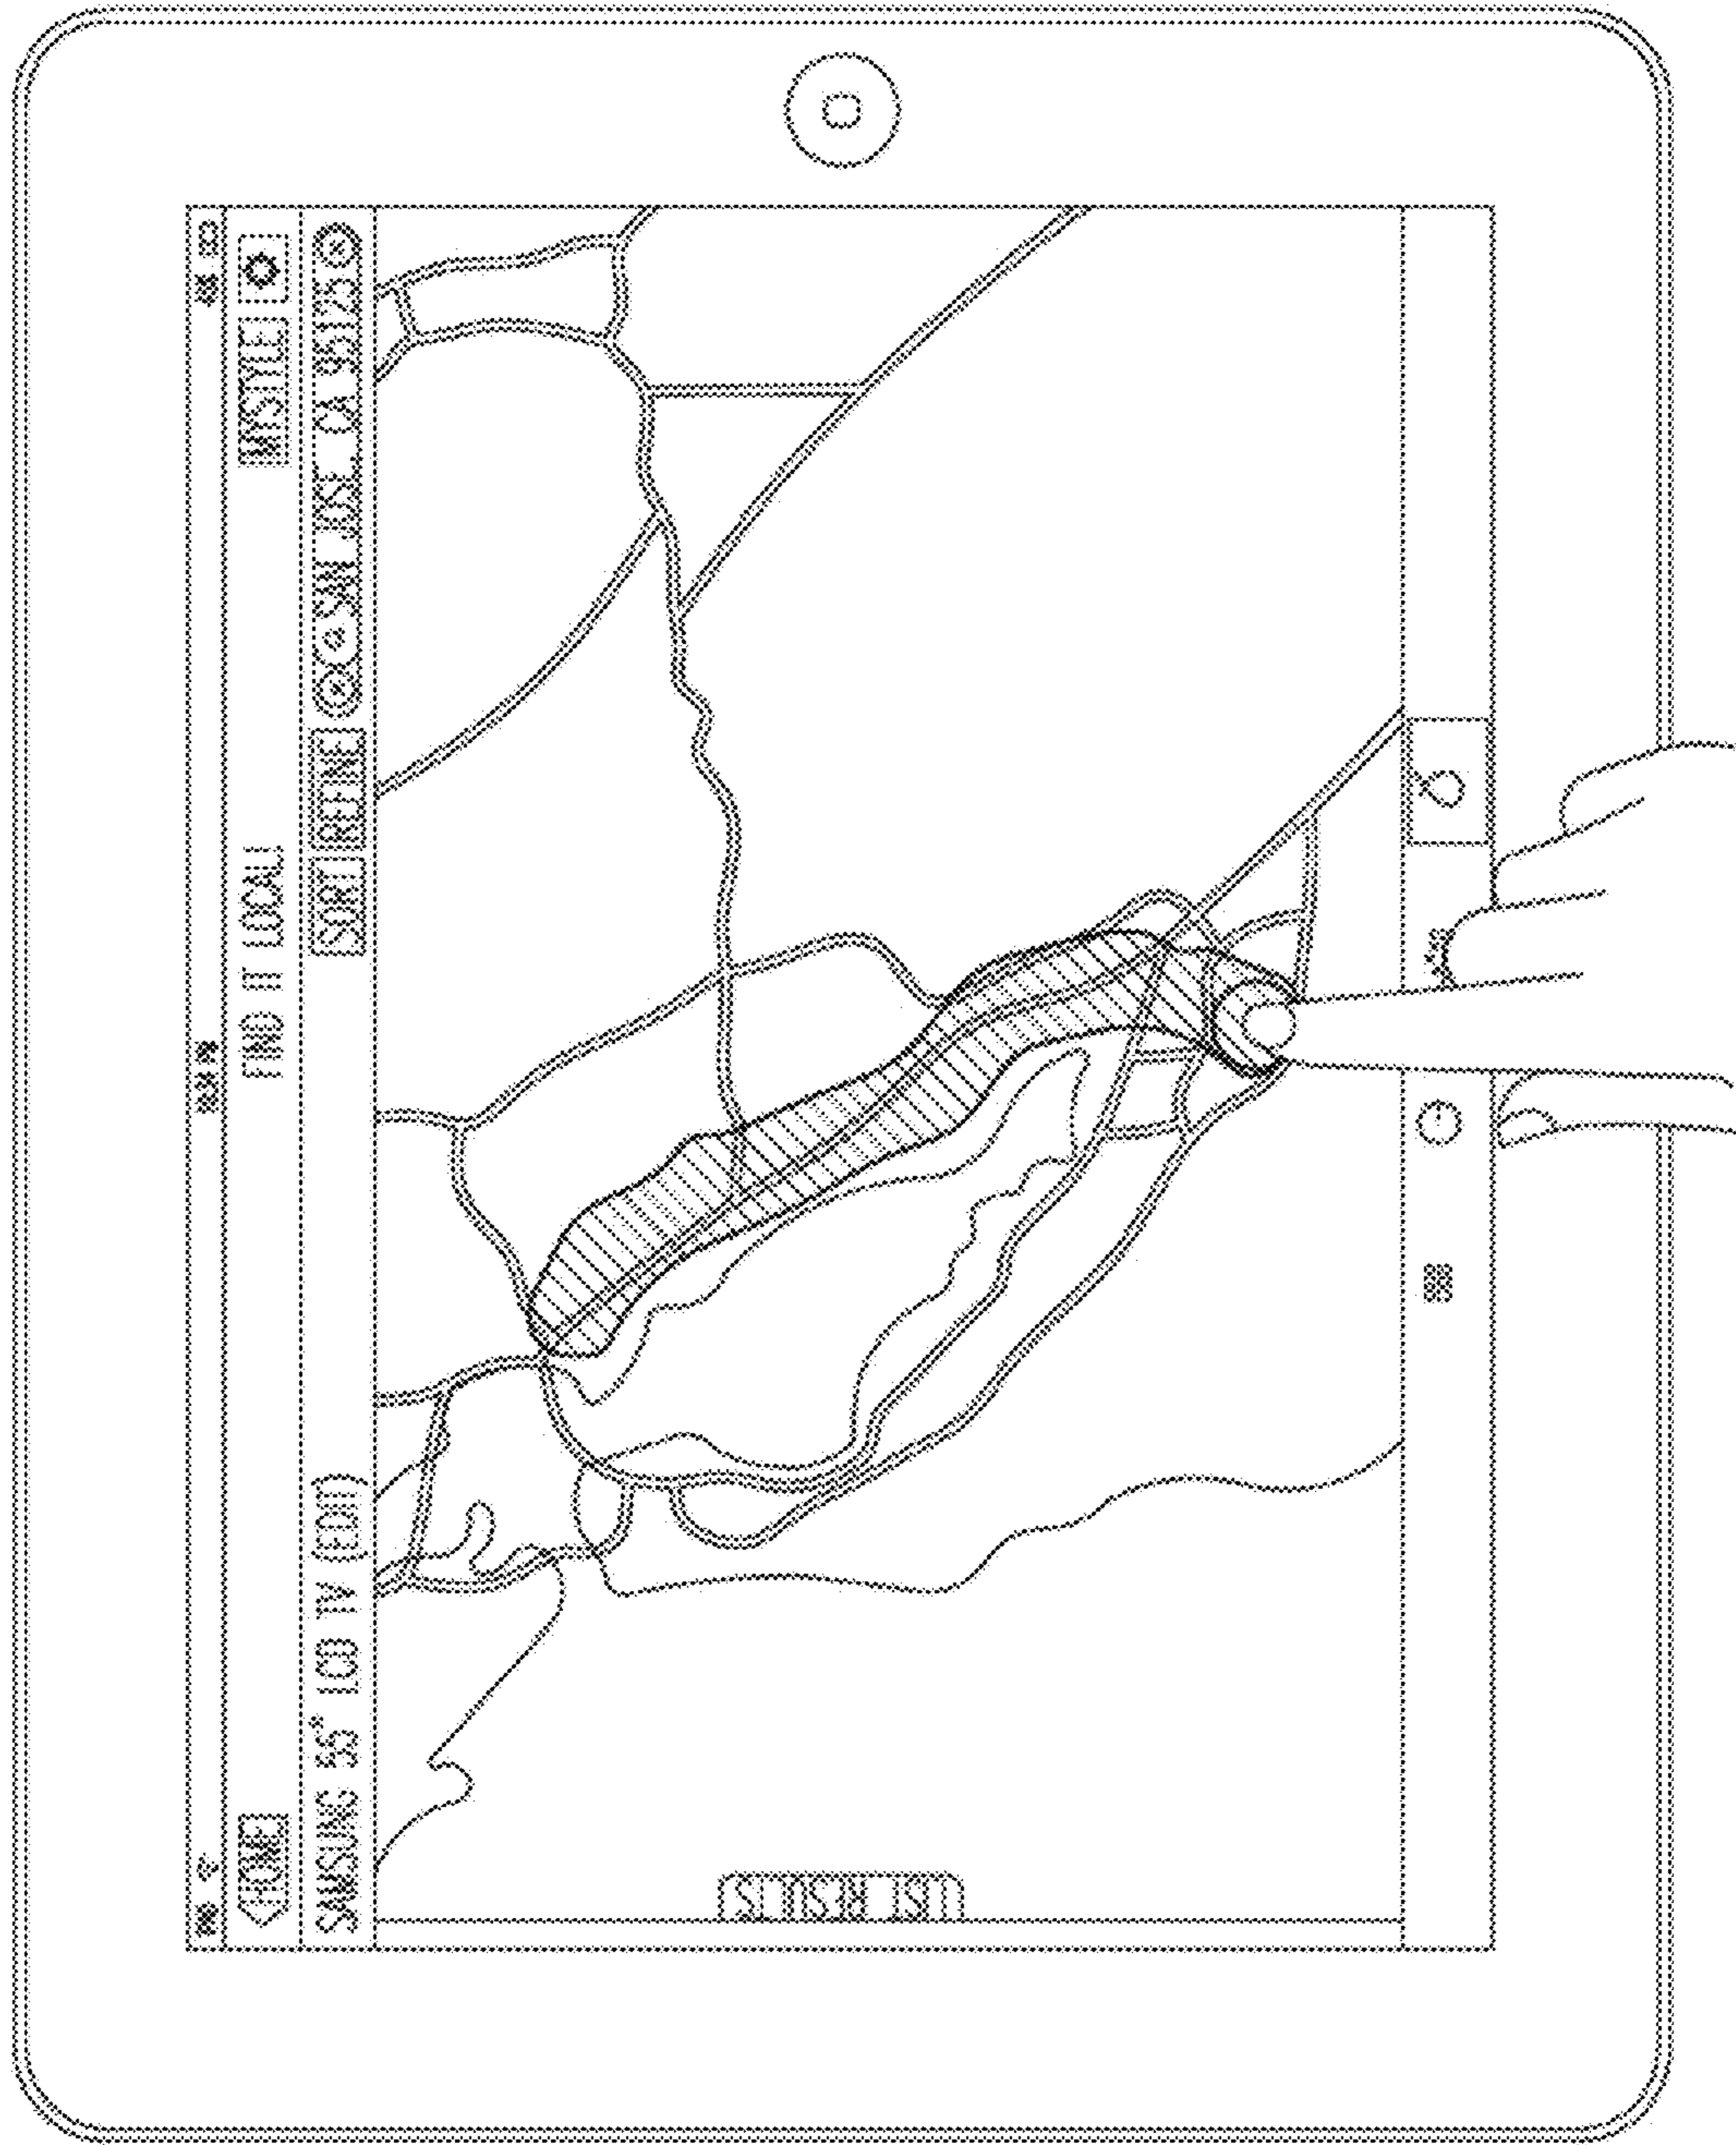 FIND IT LOCAL!
HOME
MYSTYLE
SAMSUNG 55" LCD TV (EDIT)
SORT REFINE
SAN JOSE, CA 95125
LIST RESULTS